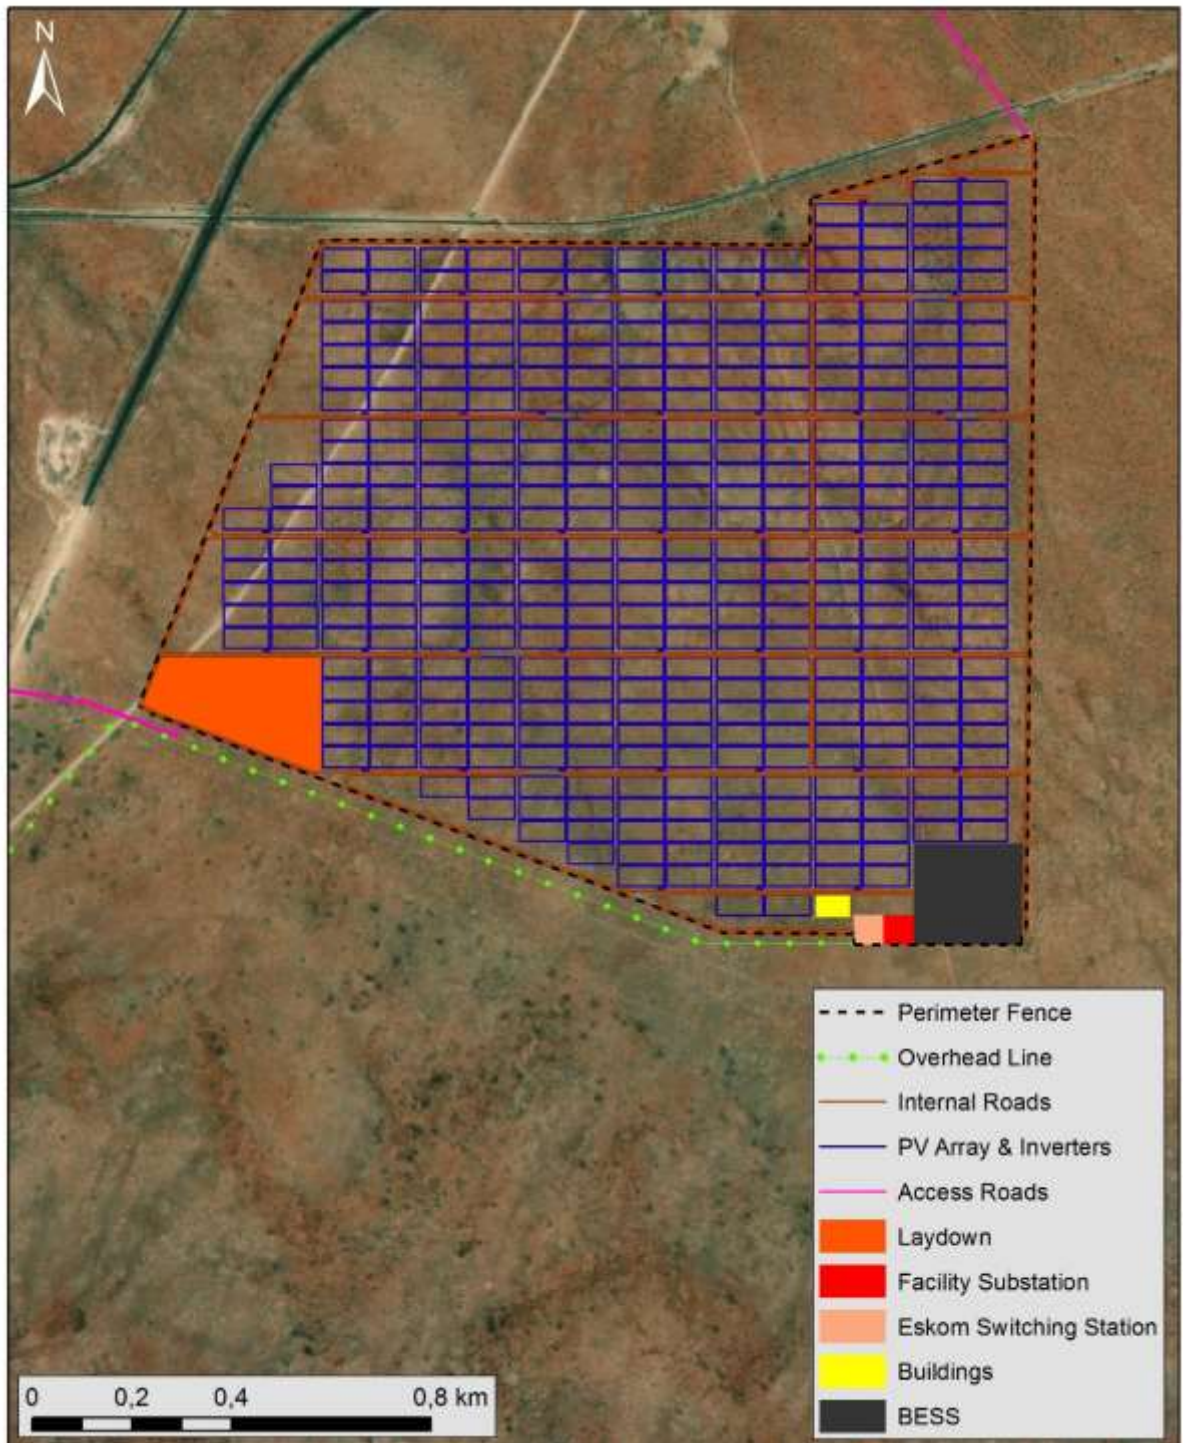 N
Perimeter Fence
Overhead Line
Internal Roads
PV Array & Inverters
Access Roads
Laydown
Facility Substation
Eskom Switching Station
Buildings
BESS
0 0,2 0,4 0,8 km